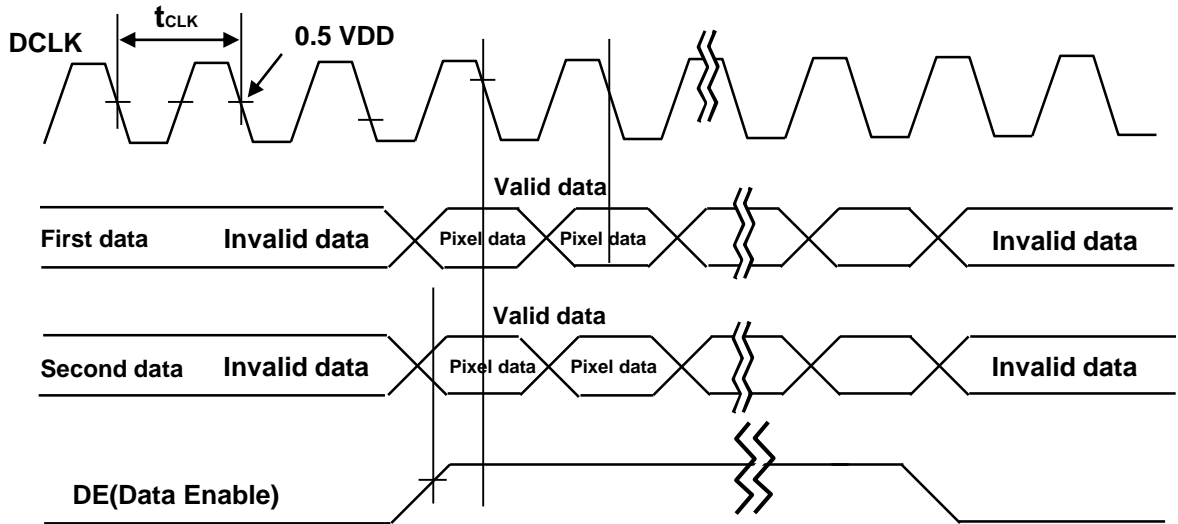 tCLK
DCLK
0.5 VDD
Valid data
First data Invalid data Pixel data Pixel data Invalid data
Valid data
Second data Invalid data Pixel data Pixel data Invalid data
DE(Data Enable)